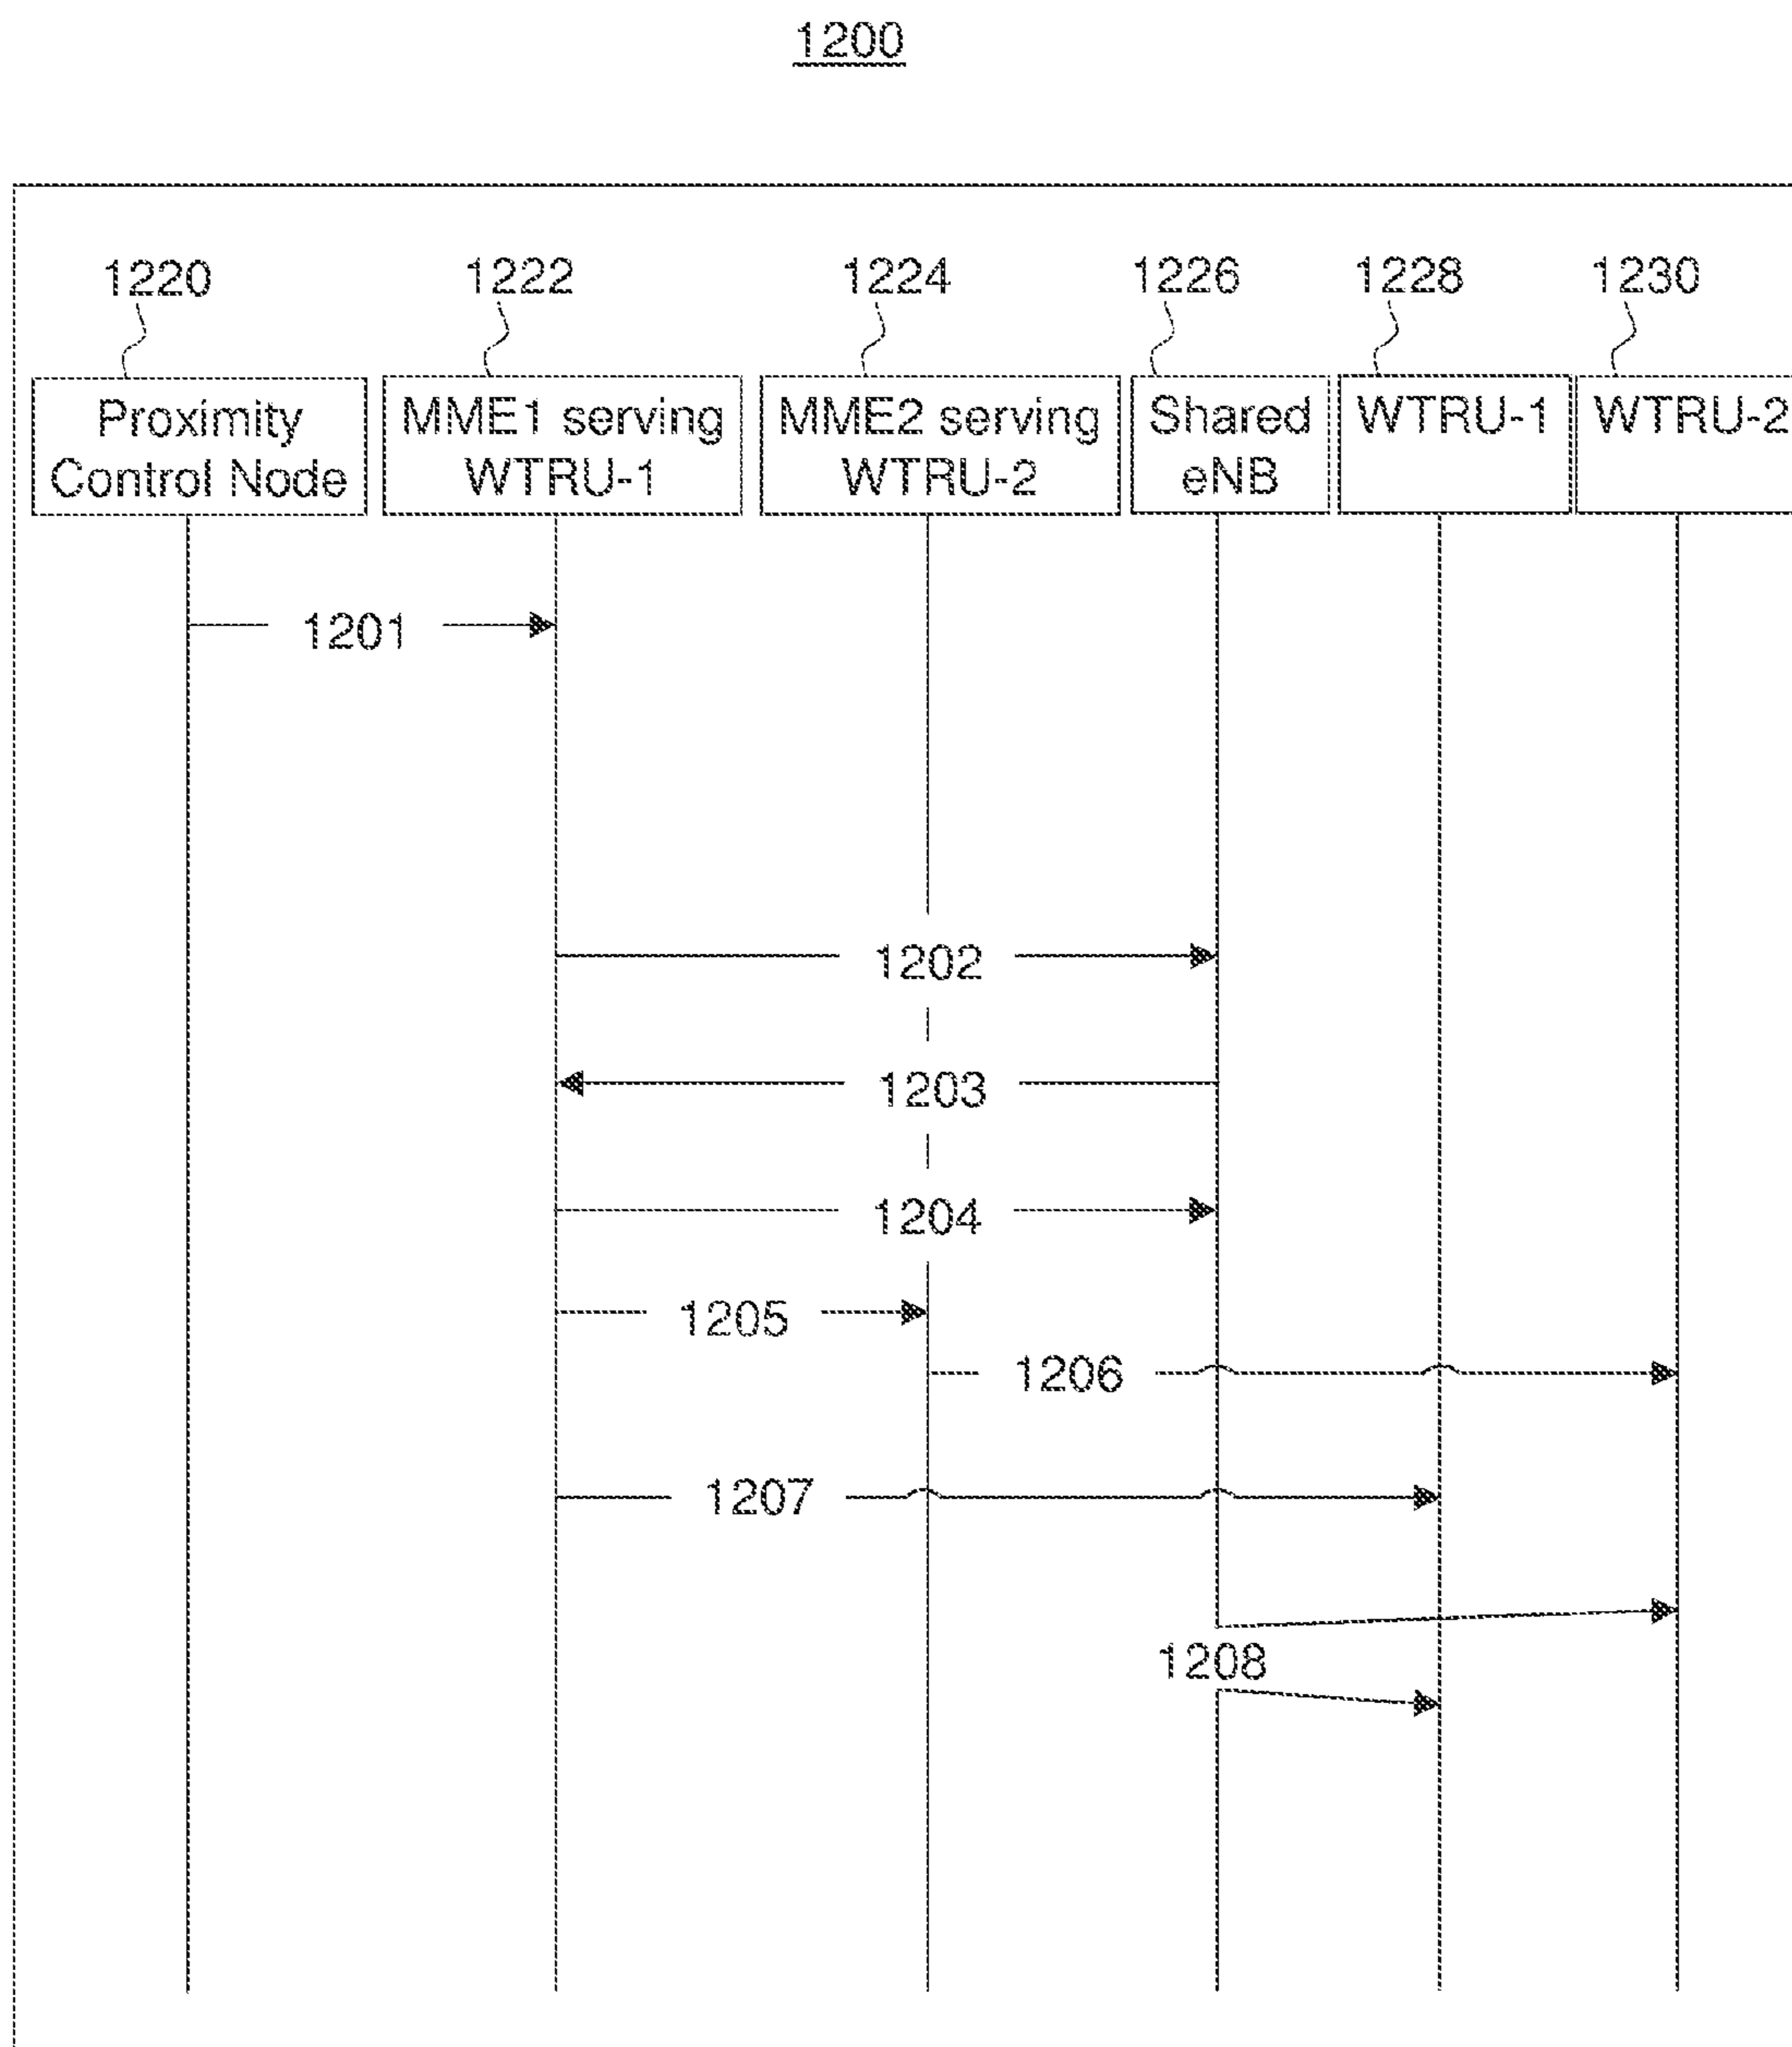 1200
1220 1222 1224 1226 1228 1230
Proximity
Control Node
MME1 serving
WTRU-1
MME2 serving
WTRU-2
Shared
eNB
WTRU-1
WTRU-2
1201
1202
1203
1204
1205
1206
1207
1208